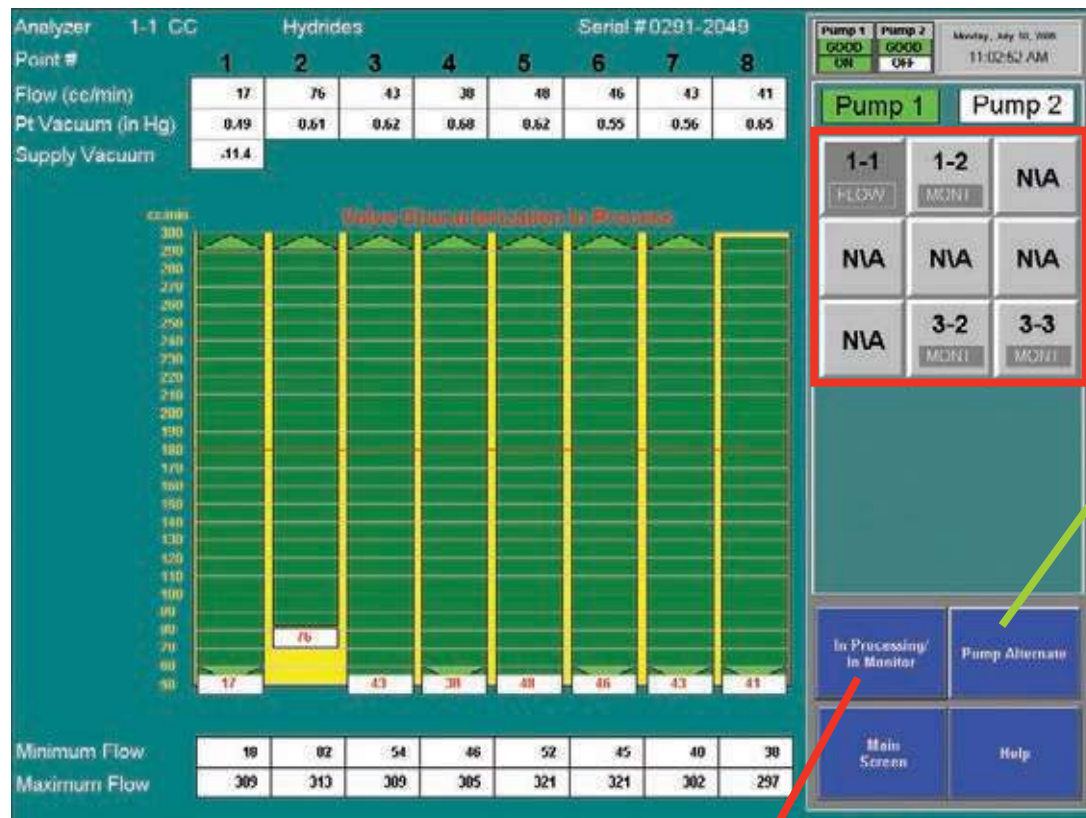 Analyzer 1-1 CC Hydrides Serial #0291-2049
Point # 1 2 3 4 5 6 7 8
Flow (cc/min) 17 76 43 38 48 46 43 41
Pt Vacuum (In Hg) 0.49 0.61 0.62 0.68 0.62 0.55 0.56 0.65
Supply Vacuum -11.4
Valve Characterization In Process
cc/min
300
290
280
270
260
250
240
230
220
210
200
190
180
170
160
150
140
130
120
110
100
90
80
70
60
50
76
17 43 38 48 46 43 41
Minimum Flow 18 82 54 46 52 45 40 38
Maximum Flow 309 313 309 305 321 321 302 297
Pump 1 Pump 2
GOOD GOOD
ON OFF
Monday, July 10,
11:02:52 AM
Pump 1 Pump 2
1-1 1-2 N\A
FLOW MONT
N\A N\A N\A
N\A 3-2 3-3
MONT MONT
In Processing/
In Monitor
Pump Alternate
Main
Screen
Help